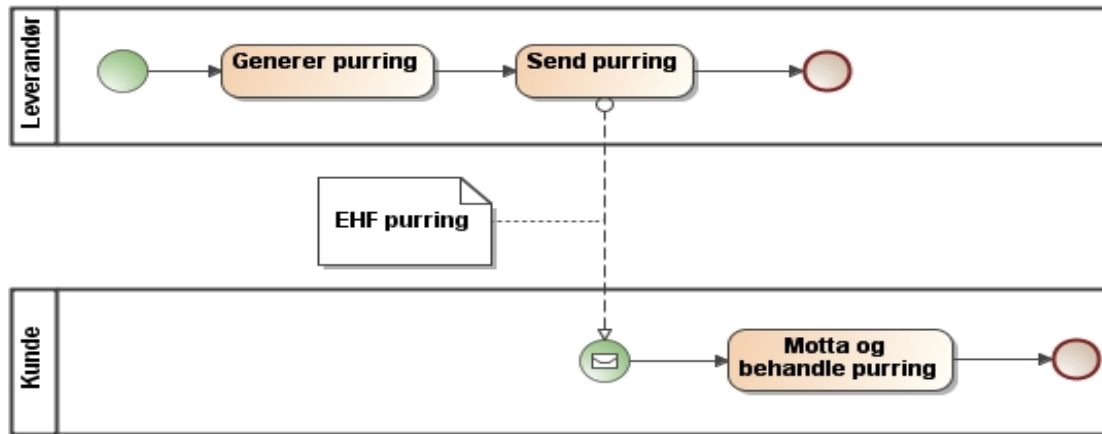 Leverandør
Generer purring
Send purring
EHF purring
Kunde
Motta og
behandle purring